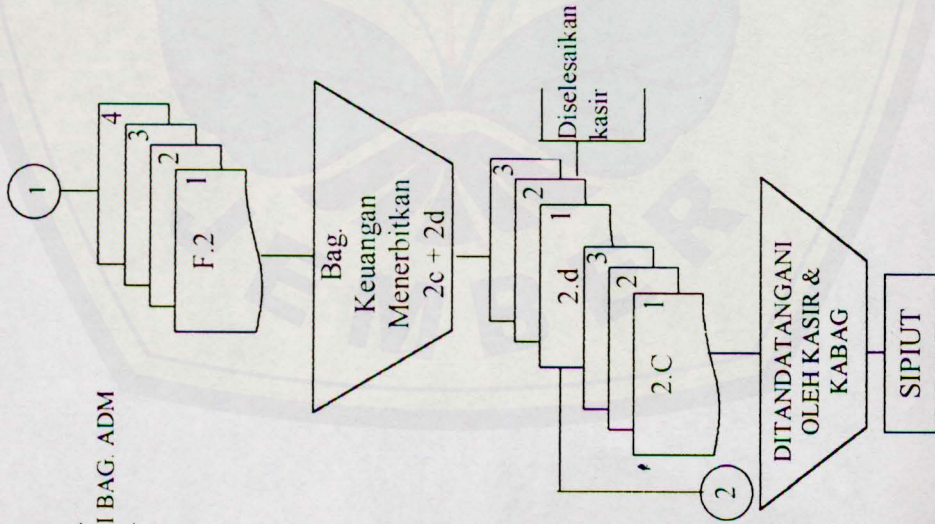 I BAG. ADM
1
4
3
2
1
F.2
Bag.
Keuangan
Menerbitkan
2c + 2d
3
2
1
2.d
Diselesaikan
kasir
3
2
1
2.C
2
DITANDATANGANI
OLEH KASIR &
KABAG
SIPIUT
JEMBER